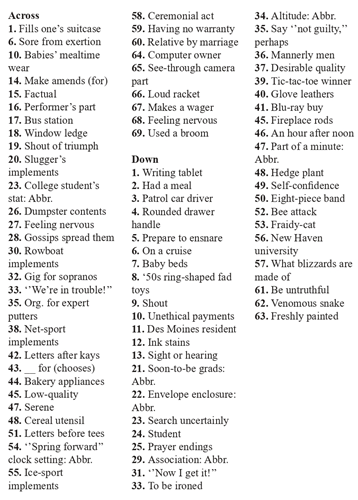 Across
1. Fills one's suitcase
6. Sore from exertion
10. Babies' mealtime
wear
14. Make amends (for)
15. Factual
16. Performer's part
17. Bus station
18. Window ledge
19. Shout of triumph
20. Slugger's
implements
23. College student's
stat: Abbr.
26. Dumpster contents
27. Feeling nervous
28. Gossips spread them
30. Rowboat
implements
32. Gig for sopranos
33. ‘'We're in trouble!”
35. Org. for expert
putters
38. Net-sport
implements
42. Letters after kays
43. __ for (chooses)
44. Bakery appliances
45. Low-quality
47. Serene
48. Cereal utensil
51. Letters before tees
54. ‘'Spring forward”
clock setting: Abbr.
55. Ice-sport
implements
58. Ceremonial act
59. Having no warranty
60. Relative by marriage
64. Computer owner
65. See-through camera
part
66. Loud racket
67. Makes a wager
68. Feeling nervous
69. Used a broom
Down
1. Writing tablet
2. Had a meal
3. Patrol car driver
4. Rounded drawer
handle
5. Prepare to ensnare
6. On a cruise
7. Baby beds
8. ‘50s ring-shaped fad
toys
9. Shout
10. Unethical payments
11. Des Moines resident
12. Ink stains
13. Sight or hearing
21. Soon-to-be grads:
Abbr.
22. Envelope enclosure:
Abbr.
23. Search uncertainly
24. Student
25. Prayer endings
29. Association: Abbr.
31. ‘'Now I get it!”
33. To be ironed
34. Altitude: Abbr.
35. Say ‘'not guilty,”
perhaps
36. Mannerly men
37. Desirable quality
39. Tic-tac-toe winner
40. Glove leathers
41. Blu-ray buy
45. Fireplace rods
46. An hour after noon
47. Part of a minute:
Abbr.
48. Hedge plant
49. Self-confidence
50. Eight-piece band
52. Bee attack
53. Fraidy-cat
56. New Haven
university
57. What blizzards are
made of
61. Be untruthful
62. Venomous snake
63. Freshly painted